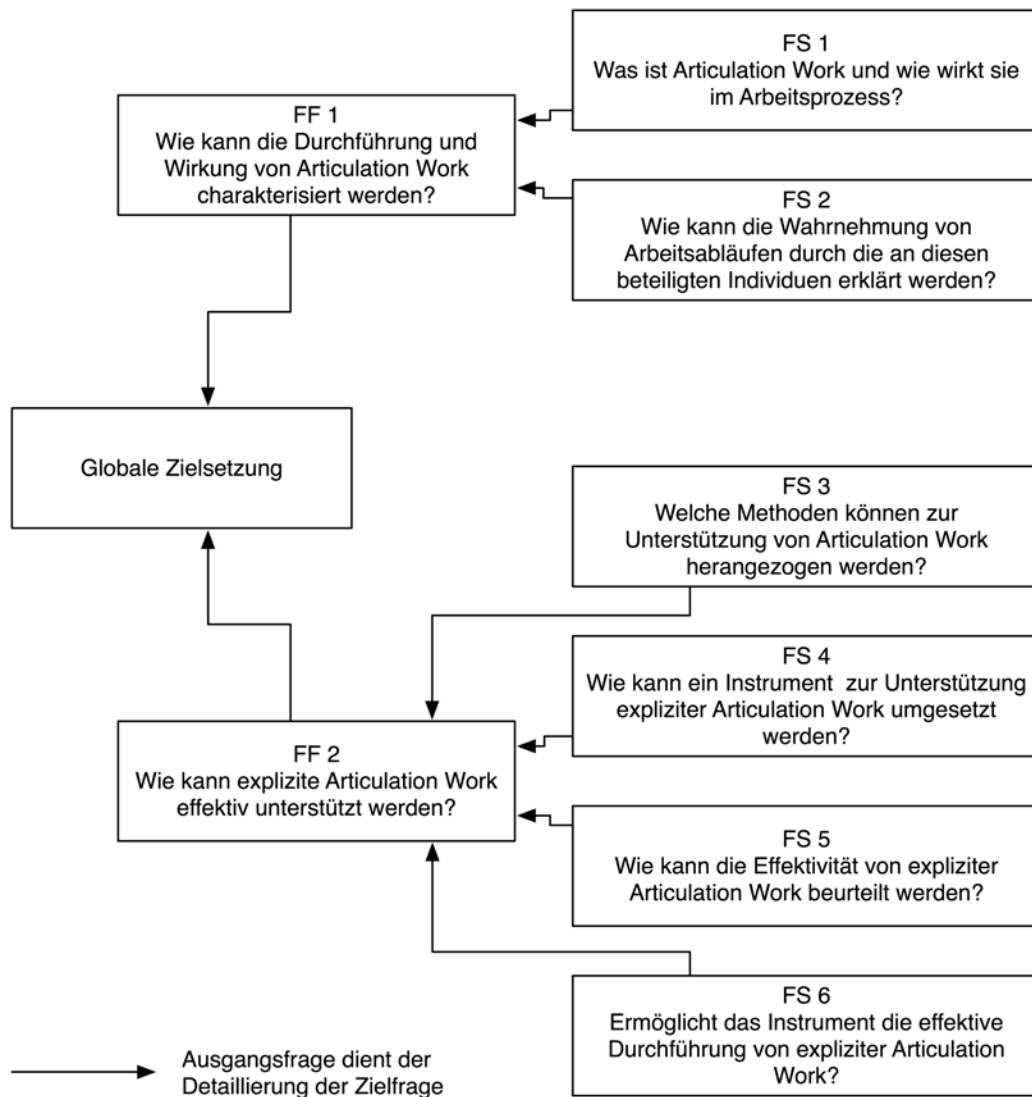 FS 1
Was ist Articulation Work und wie wirkt sie
im Arbeitsprozess?
FF 1
Wie kann die Durchführung und
Wirkung von Articulation Work
charakterisiert werden?
FS 2
Wie kann die Wahrnehmung von
Arbeitsabläufen durch die an diesen
beteiligten Individuen erklärt werden?
Globale Zielsetzung
FS 3
Welche Methoden können zur
Unterstützung von Articulation Work
herangezogen werden?
FS 4
Wie kann ein Instrument zur Unterstützung
expliziter Articulation Work umgesetzt
werden?
FF 2
Wie kann explizite Articulation Work
effektiv unterstützt werden?
FS 5
Wie kann die Effektivität von expliziter
Articulation Work beurteilt werden?
FS 6
Ermöglicht das Instrument die effektive
Durchführung von expliziter Articulation
Work?
Ausgangsfrage dient der
Detaillierung der Zielfrage